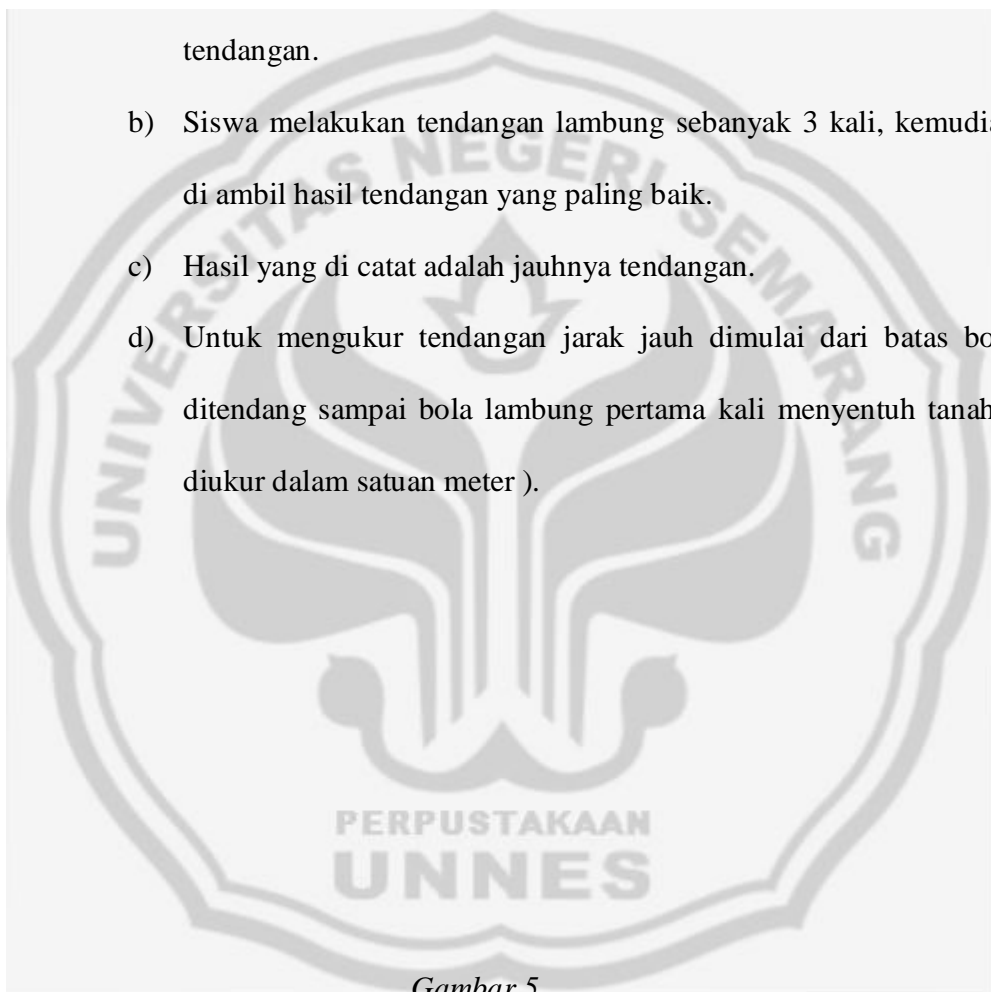 tendangan.
b) Siswa melakukan tendangan lambung sebanyak 3 kali,
di ambil hasil tendangan yang paling baik.
c) Hasil yang di catat adalah jauhnya tendangan.
d) Untuk mengukur tendangan jarak jauh dimulai dari batas
ditendang sampai bola lambung pertama kali menyentuh tanah
diukur dalam satuan meter ).
UNIVERSITAS NEGERI SEMARANG
PERPUSTAKAAN
UNNES
Gambar 5